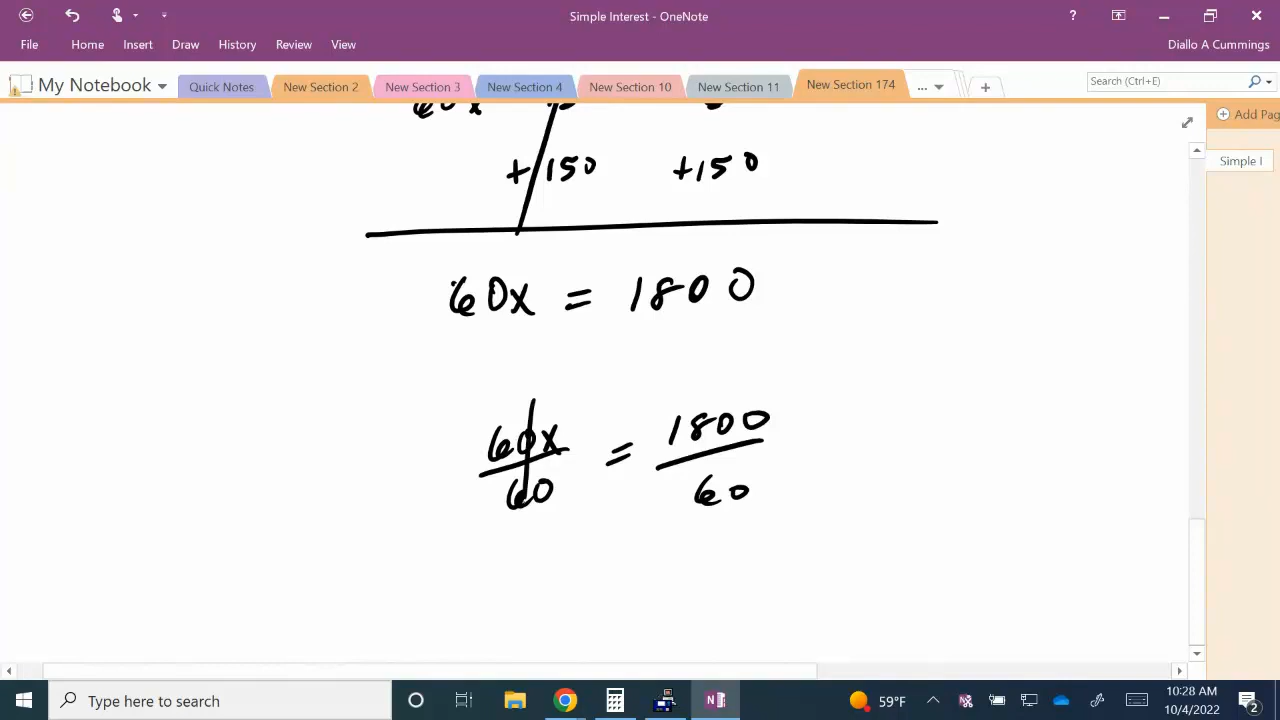 Simple Interest - OneNote
?
File Home Insert Draw History Review View
Diallo A Cummings
My Notebook Quick Notes New Section 2 New Section 3 New Section 4 New Section 10 New Section 11 New Section 174 ... +
Search (Ctrl+E)
Add Pag
Simple I
60x
+150 +150
60x = 1800
60x = 1800
60 60
Type here to search
59°F
10:28 AM
10/4/2022
2